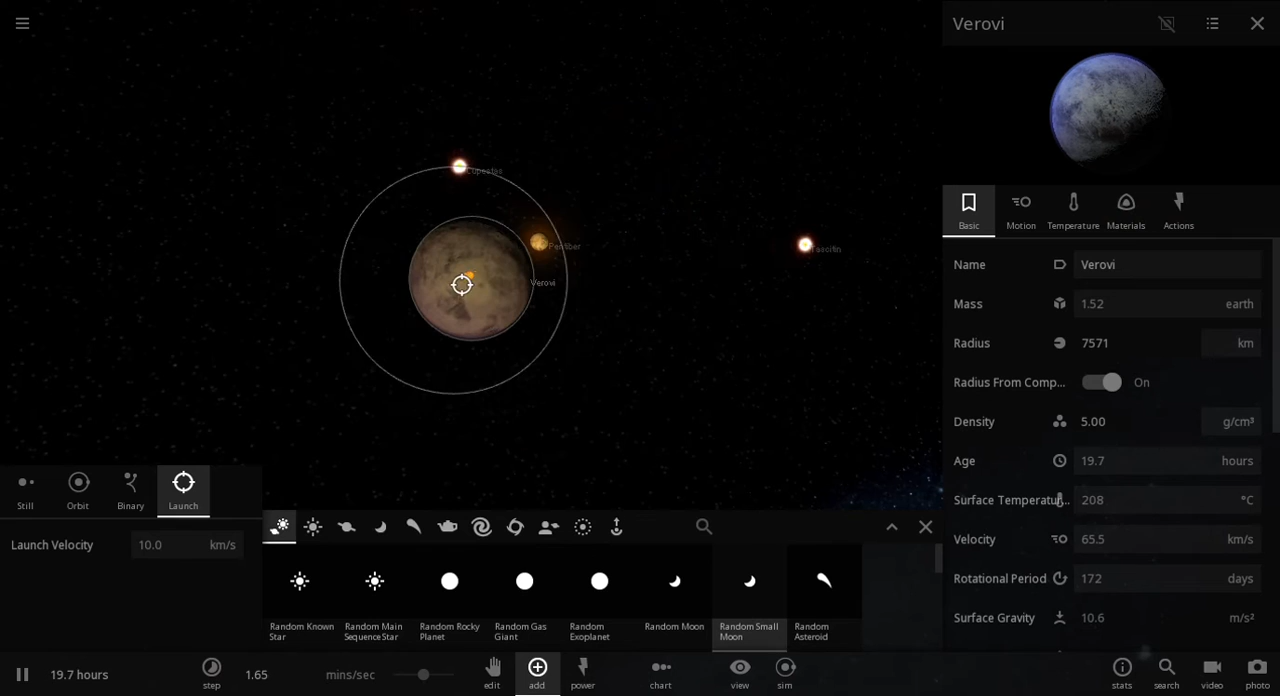 Verovi
Cupestas
Pentiber
Verovi
Basic
Motion
Temperature
Materials
Actions
Name
Verovi
Mass
1.52
earth
Radius
7571
km
Radius From Comp...
On
Density
5.00
g/cm³
Age
19.7
hours
Surface Temperatur...
208
°C
Velocity
65.5
km/s
Rotational Period
172
days
Surface Gravity
10.6
m/s²
Still
Orbit
Binary
Launch
Launch Velocity
10.0
km/s
Random Known
Star
Random Main
Sequence Star
Random Rocky
Planet
Random Gas
Giant
Random
Exoplanet
Random Moon
Random Small
Moon
Random
Asteroid
19.7 hours
step
1.65
mins/sec
edit
add
power
chart
view
sim
stats
search
video
photo